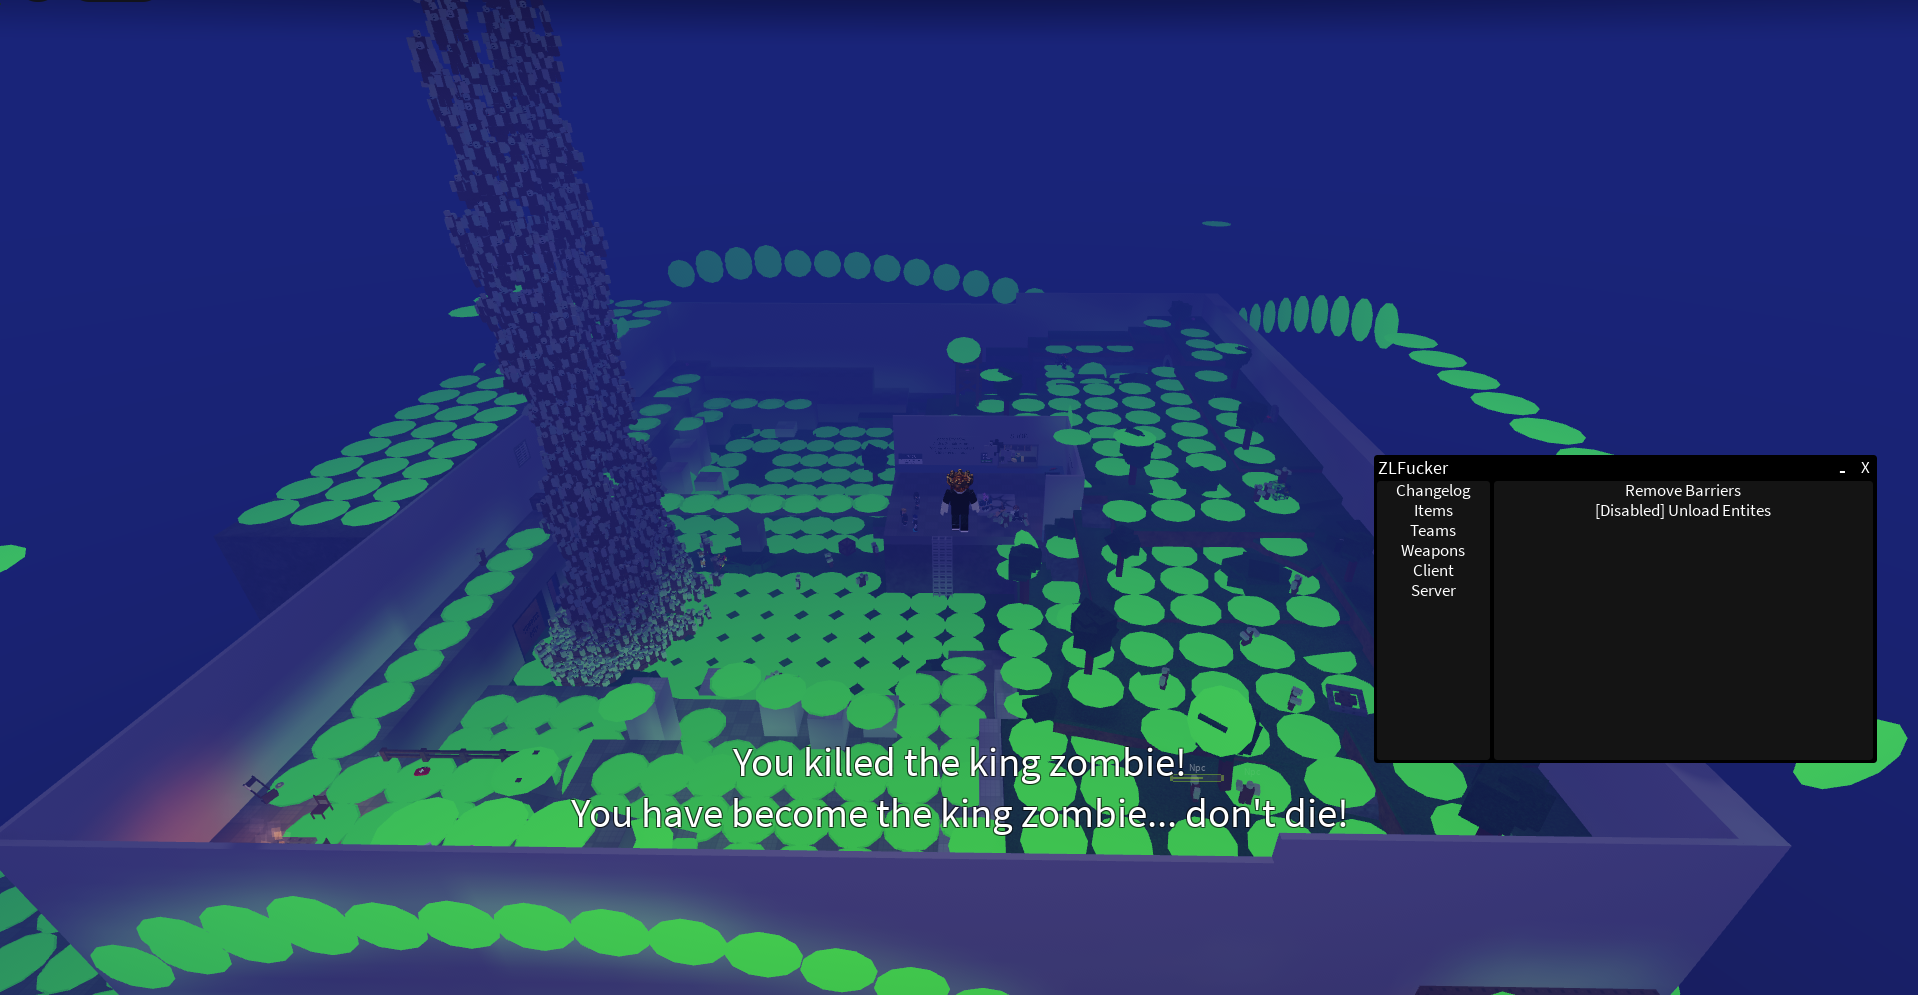 ZLFucker
-
X
Changelog
Items
Teams
Weapons
Client
Server
Remove Barriers
[Disabled] Unload Entites
You killed the king zombie!
Npc
You have become the king zombie... don't die!